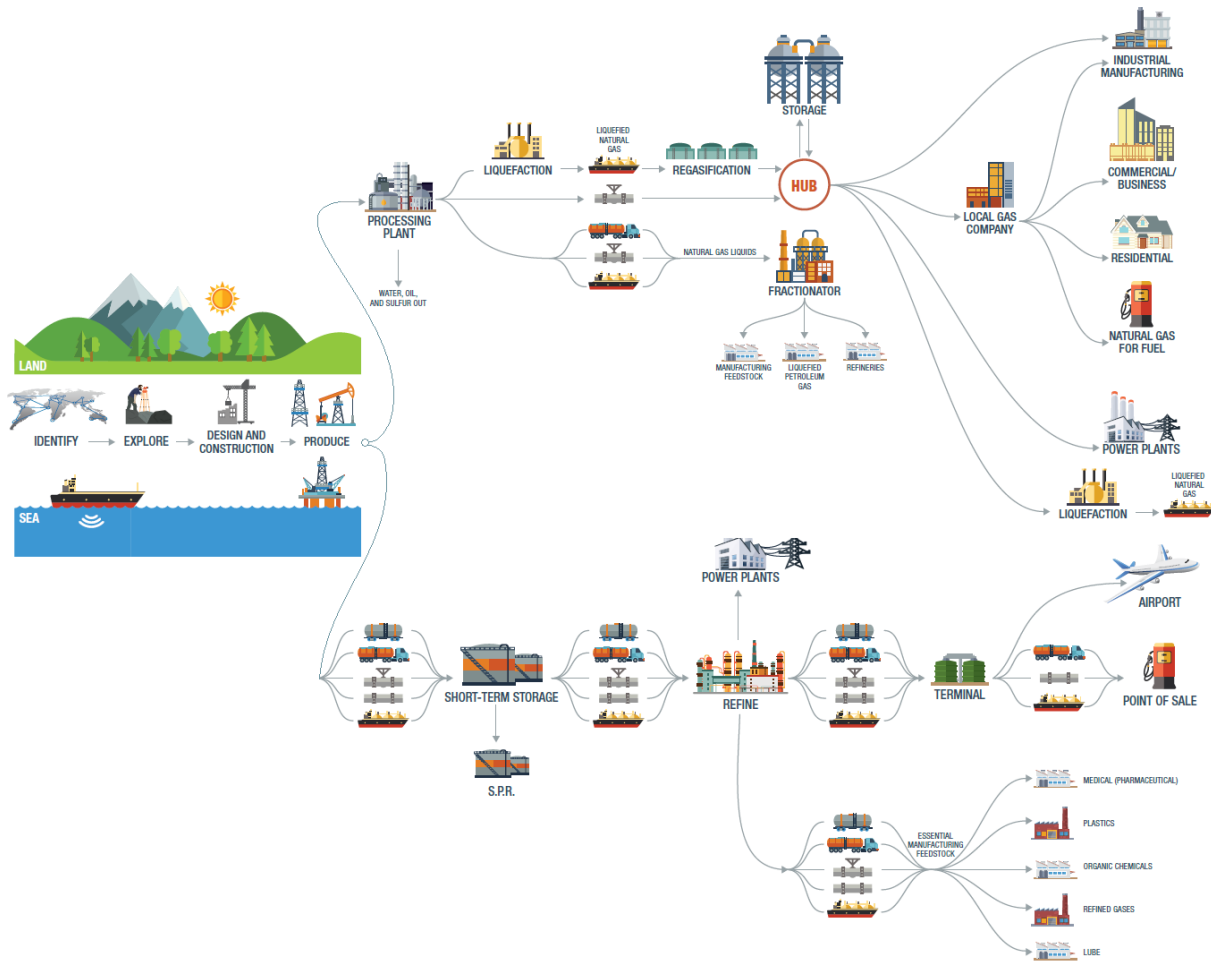 STORAGE
INDUSTRIAL
MANUFACTURING
LIQUEFACTION
LIQUEFIED
NATURAL
GAS
REGASIFICATION
HUB
PROCESSING
PLANT
COMMERCIAL/
BUSINESS
LOCAL GAS
COMPANY
RESIDENTIAL
NATURAL GAS LIQUIDS
FRACTIONATOR
WATER, OIL,
AND SULFUR OUT
NATURAL GAS
FOR FUEL
MANUFACTURING
FEEDSTOCK
LIQUEFIED
PETROLEUM
GAS
REFINERIES
LAND
IDENTIFY
EXPLORE
DESIGN AND
CONSTRUCTION
PRODUCE
SEA
POWER PLANTS
LIQUEFACTION
LIQUEFIED
NATURAL
GAS
POWER PLANTS
AIRPORT
SHORT-TERM STORAGE
REFINE
TERMINAL
POINT OF SALE
S.P.R.
ESSENTIAL
MANUFACTURING
FEEDSTOCK
MEDICAL (PHARMACEUTICAL)
PLASTICS
ORGANIC CHEMICALS
REFINED GASES
LUBE